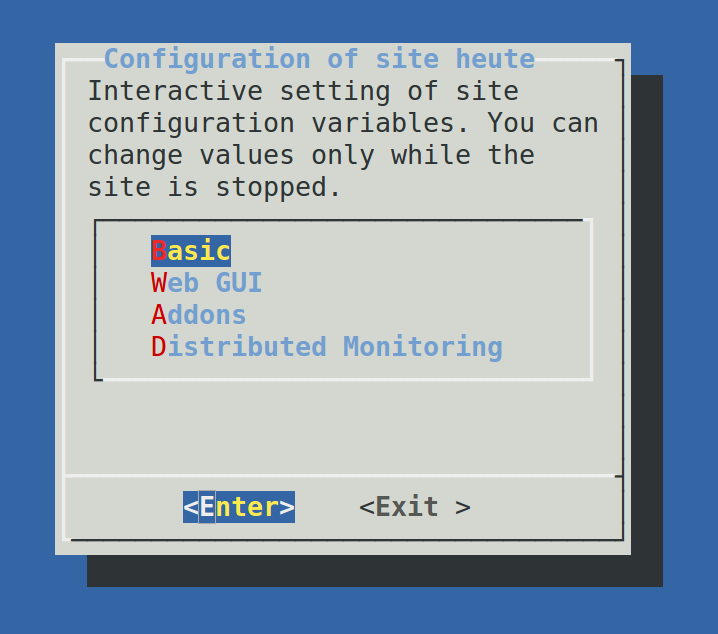 Configuration of site heute
Interactive setting of site
configuration variables. You can
change values only while the
site is stopped.
Basic
Web GUI
Addons
Distributed Monitoring
<Enter> <Exit >